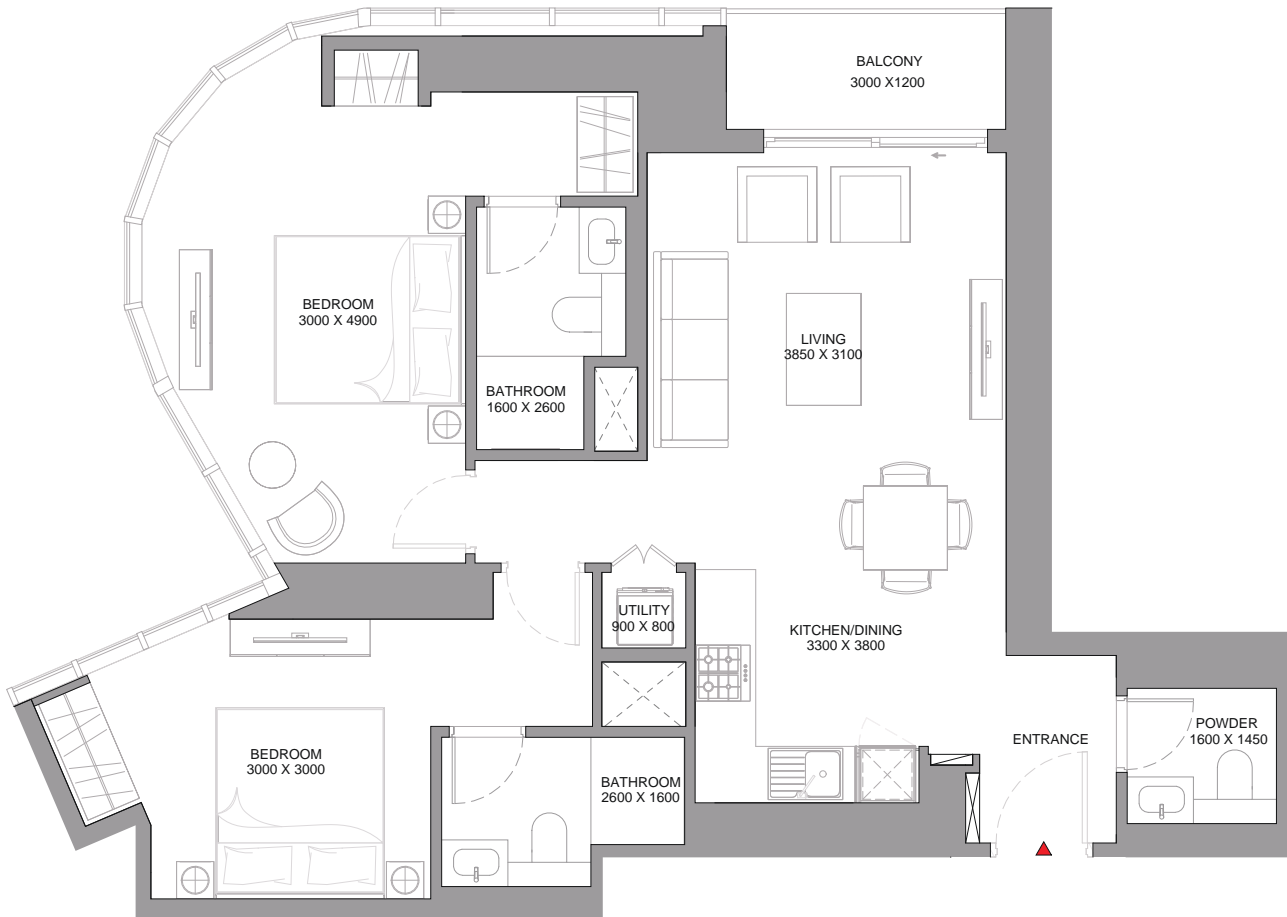 BALCONY
3000 X1200
BEDROOM
3000 X 4900
LIVING
3850 X 3100
BATHROOM
1600 X 2600
UTILITY
900 X 800
KITCHEN/DINING
3300 X 3800
POWDER
1600 X 1450
ENTRANCE
BEDROOM
3000 X 3000
BATHROOM
2600 X 1600